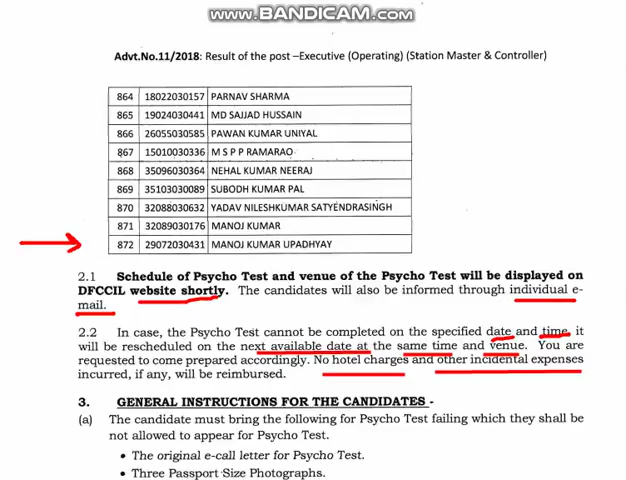 www.BANDICAM.com
Advt.No.11/2018: Result of the post –Executive (Operating) (Station Master & Controller)
864 18022030157 PARNAV SHARMA
865 19024030441 MD SAJJAD HUSSAIN
866 26055030585 PAWAN KUMAR UNIYAL
867 15010030336 M S P P RAMARAO
868 35096030364 NEHAL KUMAR NEERAJ
869 35103030089 SUBODH KUMAR PAL
870 32088030632 YADAV NILESHKUMAR SATYENDRASINGH
871 32089030176 MANOJ KUMAR
872 29072030431 MANOJ KUMAR UPADHYAY
2.1 Schedule of Psycho Test and venue of the Psycho Test will be displayed on
DFCCIL website shortly. The candidates will also be informed through individual e-
mail.
2.2 In case, the Psycho Test cannot be completed on the specified date and time, it
will be rescheduled on the next available date at the same time and venue. You are
requested to come prepared accordingly. No hotel charges and other incidental expenses
incurred, if any, will be reimbursed.
3. GENERAL INSTRUCTIONS FOR THE CANDIDATES -
(a) The candidate must bring the following for Psycho Test failing which they shall be
not allowed to appear for Psycho Test.
• The original e-call letter for Psycho Test.
• Three Passport Size Photographs.